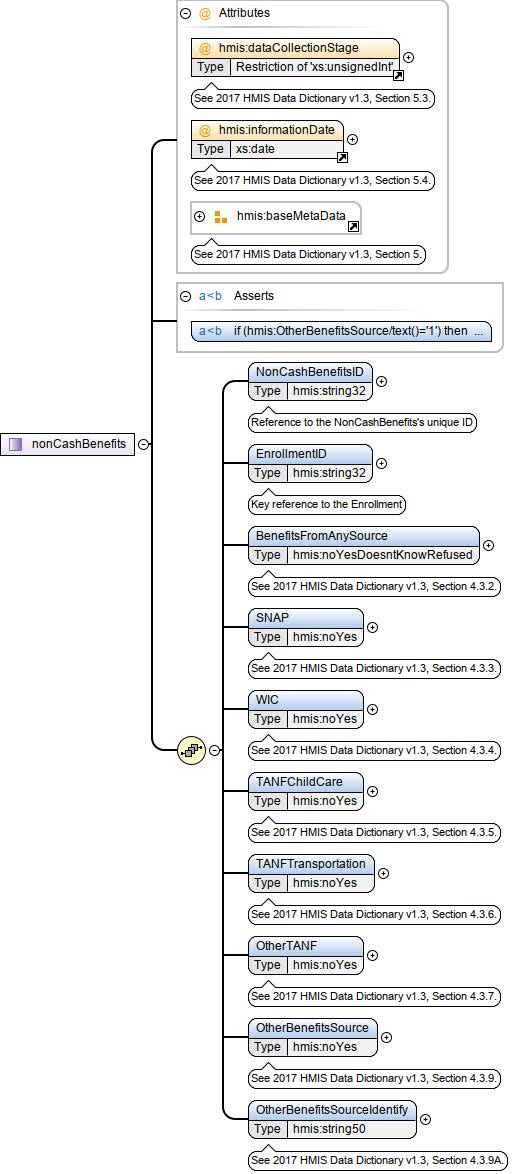 Attributes
@ hmis:dataCollectionStage
Type Restriction of 'xs:unsignedInt'
See 2017 HMIS Data Dictionary v1.3, Section 5.3.
@ hmis:informationDate
Type xs:date
See 2017 HMIS Data Dictionary v1.3, Section 5.4.
hmis:baseMetaData
See 2017 HMIS Data Dictionary v1.3, Section 5.
a<b Asserts
a<b if (hmis:OtherBenefitsSource/text()='1') then ...
nonCashBenefits
NonCashBenefitsID
Type hmis:string32
Reference to the NonCashBenefits's unique ID
EnrollmentID
Type hmis:string32
Key reference to the Enrollment
BenefitsFromAnySource
Type hmis:noYesDoesntKnowRefused
See 2017 HMIS Data Dictionary v1.3, Section 4.3.2.
SNAP
Type hmis:noYes
See 2017 HMIS Data Dictionary v1.3, Section 4.3.3.
WIC
Type hmis:noYes
See 2017 HMIS Data Dictionary v1.3, Section 4.3.4.
TANFChildCare
Type hmis:noYes
See 2017 HMIS Data Dictionary v1.3, Section 4.3.5.
TANFTransportation
Type hmis:noYes
See 2017 HMIS Data Dictionary v1.3, Section 4.3.6.
OtherTANF
Type hmis:noYes
See 2017 HMIS Data Dictionary v1.3, Section 4.3.7.
OtherBenefitsSource
Type hmis:noYes
See 2017 HMIS Data Dictionary v1.3, Section 4.3.9.
OtherBenefitsSourceIdentify
Type hmis:string50
See 2017 HMIS Data Dictionary v1.3, Section 4.3.9A.